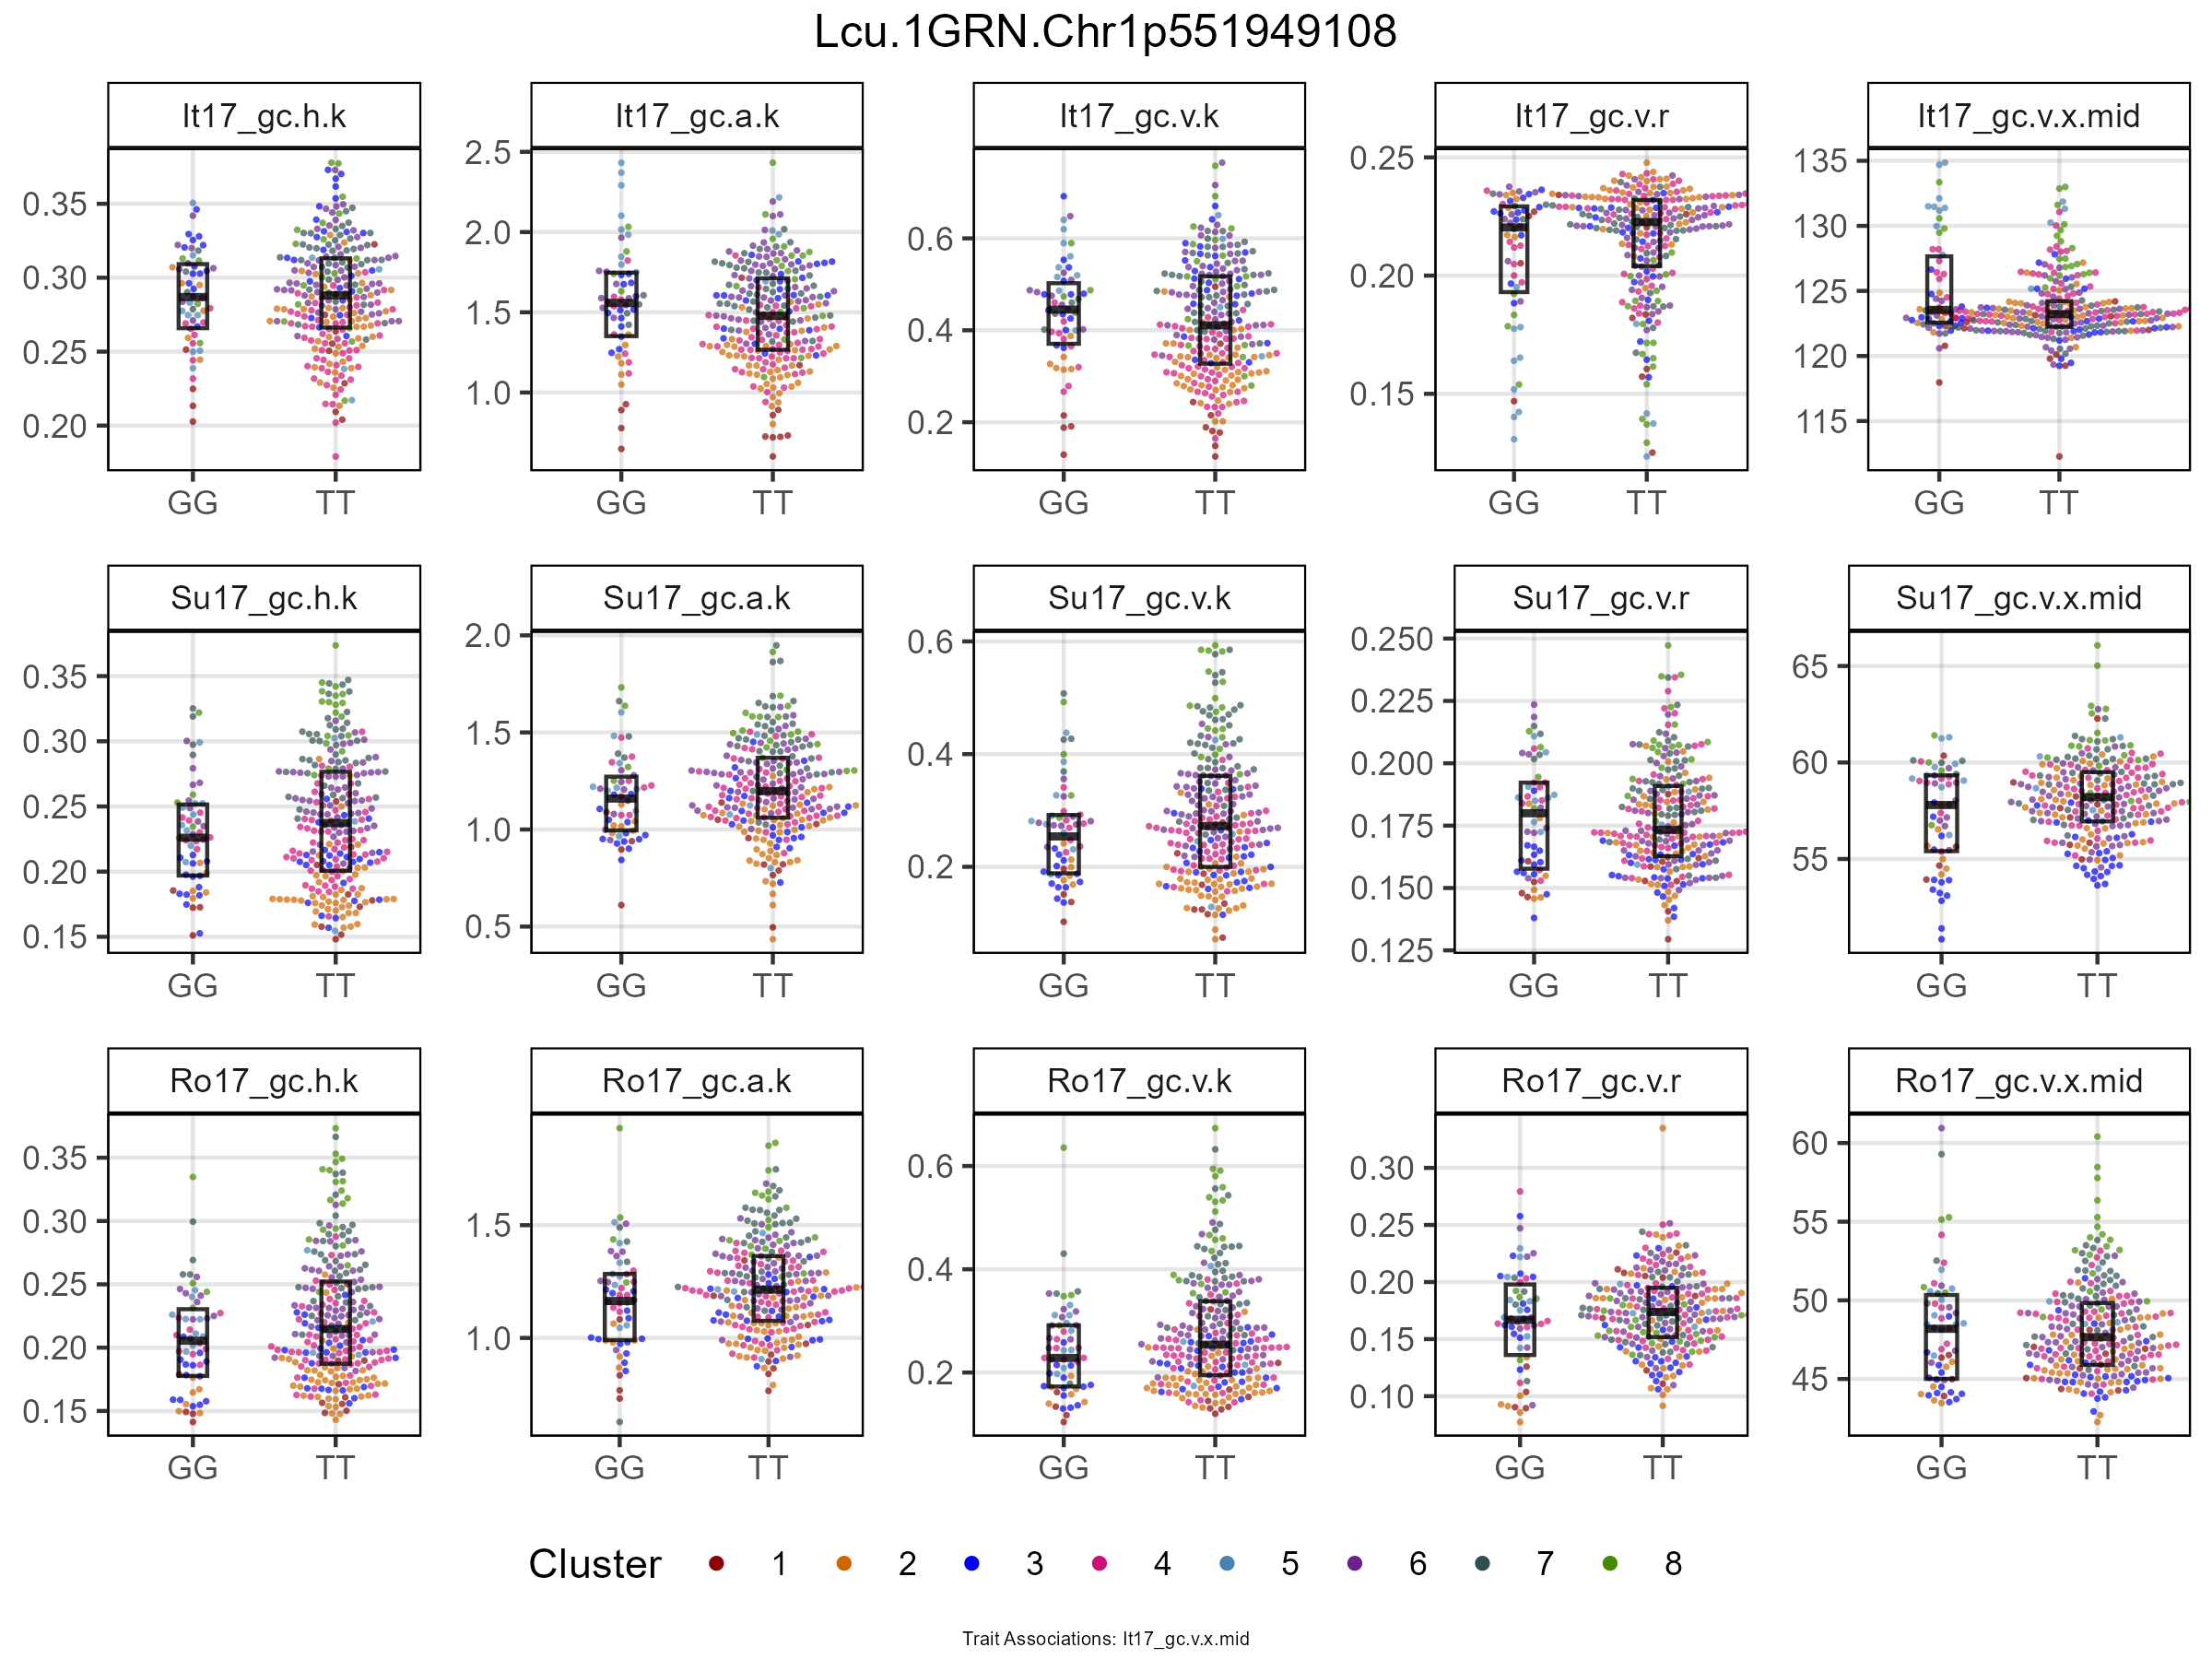 Lcu.1GRN.Chr1p551949108
It17_gc.h.k It17_gc.a.k It17_gc.v.k It17_gc.v.r It17_gc.v.x.mid
0.35 0.30 0.25 0.20
2.5 2.0 1.5 1.0
0.6 0.4 0.2
0.25 0.20 0.15
135 130 125 120 115
GG TT GG TT GG TT GG TT GG TT
Su17_gc.h.k Su17_gc.a.k Su17_gc.v.k Su17_gc.v.r Su17_gc.v.x.mid
0.35 0.30 0.25 0.20 0.15
2.0 1.5 1.0 0.5
0.6 0.4 0.2
0.250 0.225 0.200 0.175 0.150 0.125
65 60 55
GG TT GG TT GG TT GG TT GG TT
Ro17_gc.h.k Ro17_gc.a.k Ro17_gc.v.k Ro17_gc.v.r Ro17_gc.v.x.mid
0.35 0.30 0.25 0.20 0.15
1.5 1.0
0.6 0.4 0.2
0.30 0.25 0.20 0.15 0.10
60 55 50 45
GG TT GG TT GG TT GG TT GG TT
Cluster 1 2 3 4 5 6 7 8
Trait Associations: It17_gc.v.x.mid